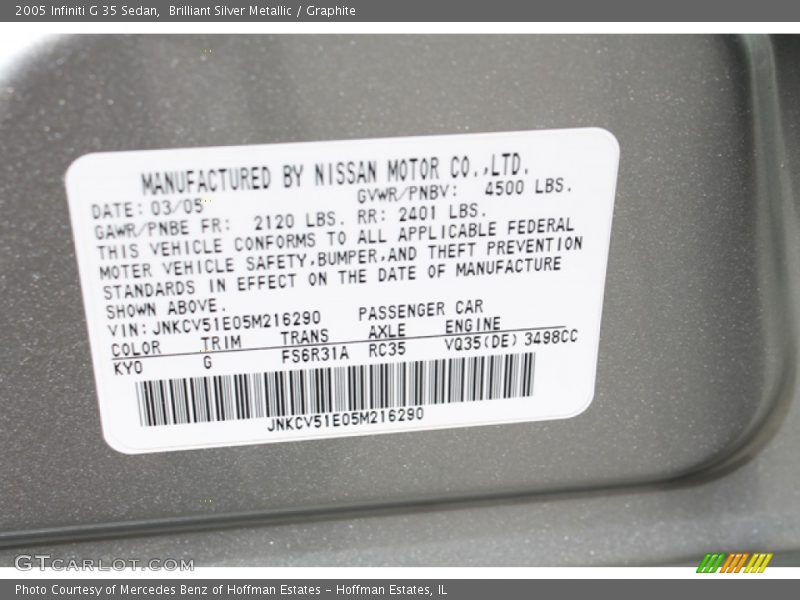 2005 Infiniti G 35 Sedan,  Brilliant Silver Metallic / Graphite
MANUFACTURED BY NISSAN MOTOR CO.,LTD.
DATE: 03/05 GVWR/PNBV: 4500 LBS.
GAWR/PNBE FR: 2120 LBS. RR: 2401 LBS.
THIS VEHICLE CONFORMS TO ALL APPLICABLE FEDERAL
MOTER VEHICLE SAFETY,BUMPER,AND THEFT PREVENTION
STANDARDS IN EFFECT ON THE DATE OF MANUFACTURE
SHOWN ABOVE.
VIN: JNKCV51E05M216290 PASSENGER CAR
COLOR TRIM TRANS AXLE ENGINE
KY0 G FS6R31A RC35 VQ35(DE) 3498CC
JNKCV51E05M216290
GTCARLOT.COM
Photo Courtesy of Mercedes Benz of Hoffman Estates - Hoffman Estates, IL